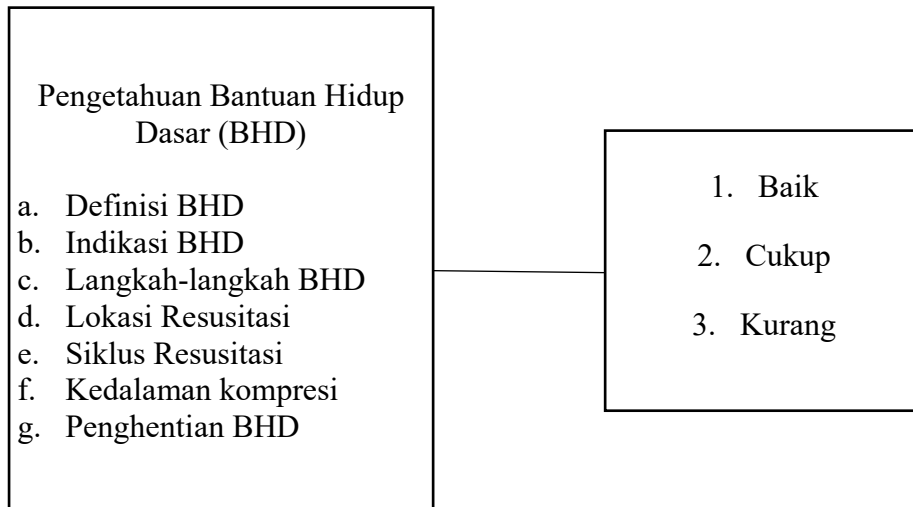 Pengetahuan Bantuan Hidup
Dasar (BHD)
a. Definisi BHD
b. Indikasi BHD
c. Langkah-langkah BHD
d. Lokasi Resusitasi
e. Siklus Resusitasi
f. Kedalaman kompresi
g. Penghentian BHD
1. Baik
2. Cukup
3. Kurang